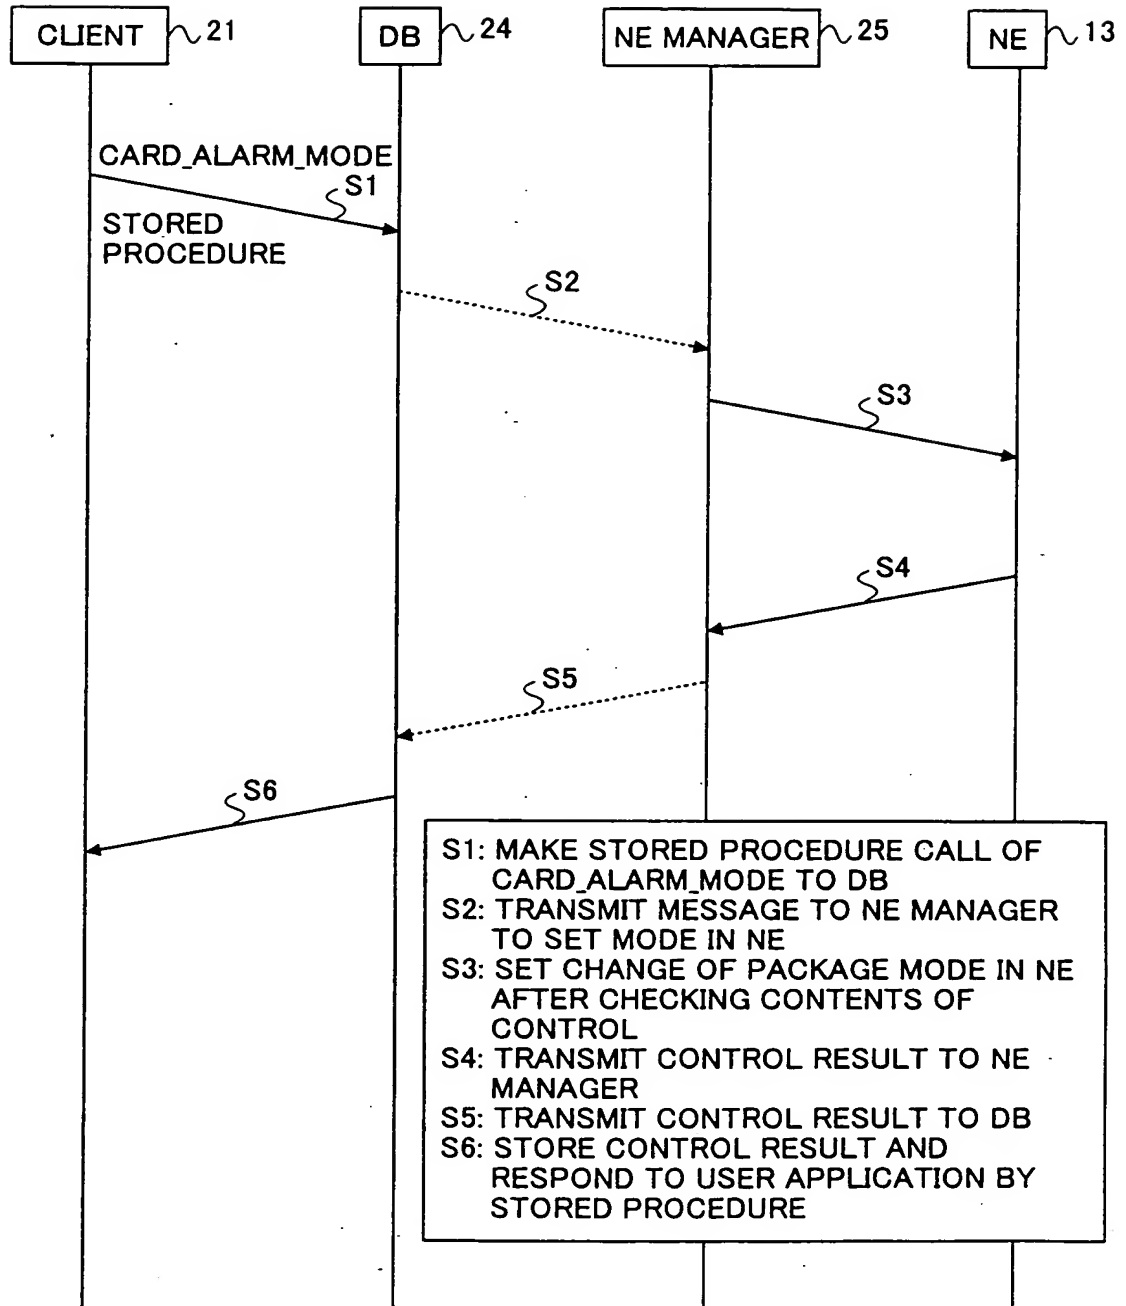 CLIENT 21
DB 24
NE MANAGER 25
NE 13
CARD_ALARM_MODE
S1
STORED
PROCEDURE
S2
S3
S4
S5
S6
S1: MAKE STORED PROCEDURE CALL OF
CARD_ALARM_MODE TO DB
S2: TRANSMIT MESSAGE TO NE MANAGER
TO SET MODE IN NE
S3: SET CHANGE OF PACKAGE MODE IN NE
AFTER CHECKING CONTENTS OF
CONTROL
S4: TRANSMIT CONTROL RESULT TO NE
MANAGER
S5: TRANSMIT CONTROL RESULT TO DB
S6: STORE CONTROL RESULT AND
RESPOND TO USER APPLICATION BY
STORED PROCEDURE